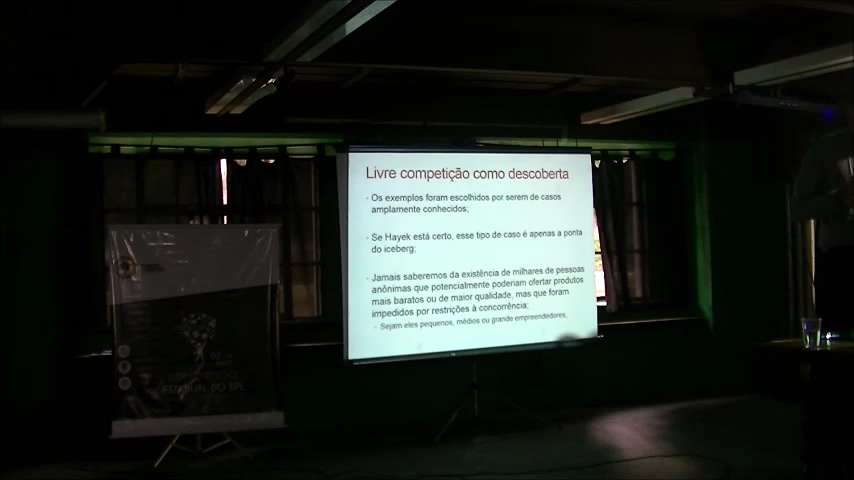 Livre competição como descoberta
Os exemplos foram escolhidos por serem de casos
amplamente conhecidos;
Se Hayek está certo, esse tipo de caso é apenas a ponta
do iceberg;
Jamais saberemos da existência de milhares de pessoas
anônimas que potencialmente poderiam ofertar produtos
mais baratos ou de maior qualidade, mas que foram
impedidos por restrições à concorrência;
Sejam eles pequenos, médios ou grande empreendedores;
ESTADUAL DO EPL